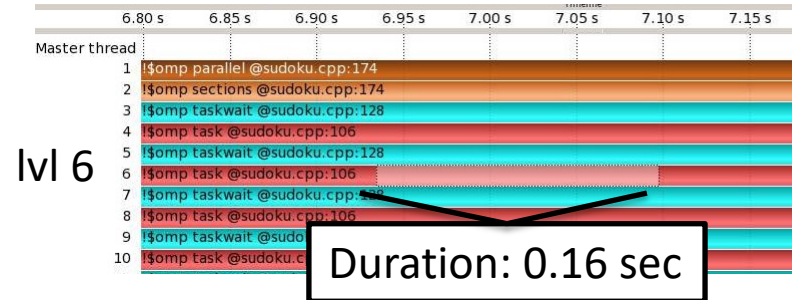 Timeline
6.80 s 6.85 s 6.90 s 6.95 s 7.00 s 7.05 s 7.10 s 7.15 s
Master thread
1 !$omp parallel @sudoku.cpp:174
2 !$omp sections @sudoku.cpp:174
3 !$omp taskwait @sudoku.cpp:128
4 !$omp task @sudoku.cpp:106
5 !$omp taskwait @sudoku.cpp:128
lvl 6
6 !$omp task @sudoku.cpp:106
7 !$omp taskwait @sudoku.cpp:128
8 !$omp task @sudoku.cpp:106
9 !$omp taskwait @sudo
10 !$omp task @sudoku.c
Duration: 0.16 sec